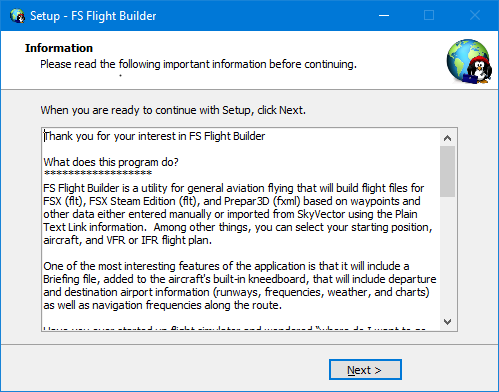 Setup - FS Flight Builder
Information
Please read the following important information before continuing.
When you are ready to continue with Setup, click Next.
Thank you for your interest in FS Flight Builder
What does this program do?
******************
FS Flight Builder is a utility for general aviation flying that will build flight files for
FSX (flt), FSX Steam Edition (flt), and Prepar3D (fxml) based on waypoints and
other data either entered manually or imported from SkyVector using the Plain
Text Link information.  Among other things, you can select your starting position,
aircraft, and VFR or IFR flight plan.
One of the most interesting features of the application is that it will include a
Briefing file, added to the aircraft's built-in kneedboard, that will include departure
and destination airport information (runways, frequencies, weather, and charts)
as well as navigation frequencies along the route.
Have you ever started up flight simulator and wondered "where do I want to go
Next >